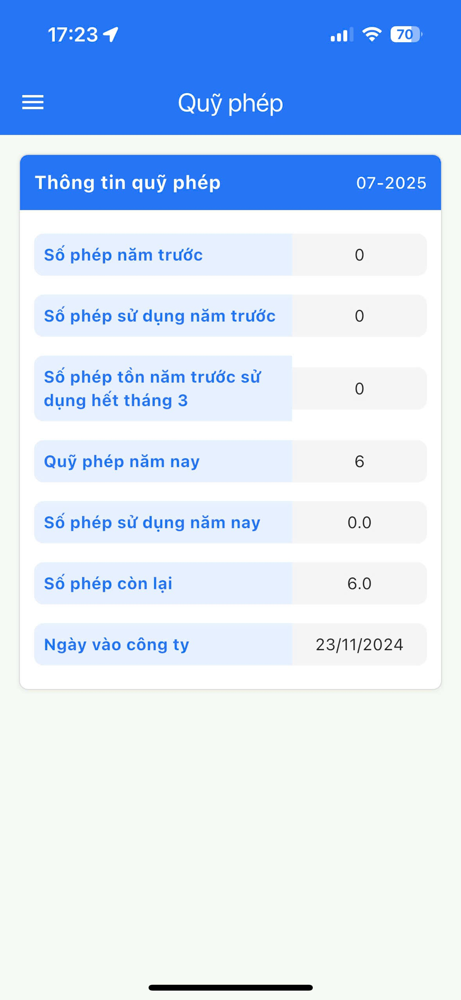 17:23
70
Quỹ phép
Thông tin quỹ phép 07-2025
Số phép năm trước 0
Số phép sử dụng năm trước 0
Số phép tồn năm trước sử
dụng hết tháng 3 0
Quỹ phép năm nay 6
Số phép sử dụng năm nay 0.0
Số phép còn lại 6.0
Ngày vào công ty 23/11/2024